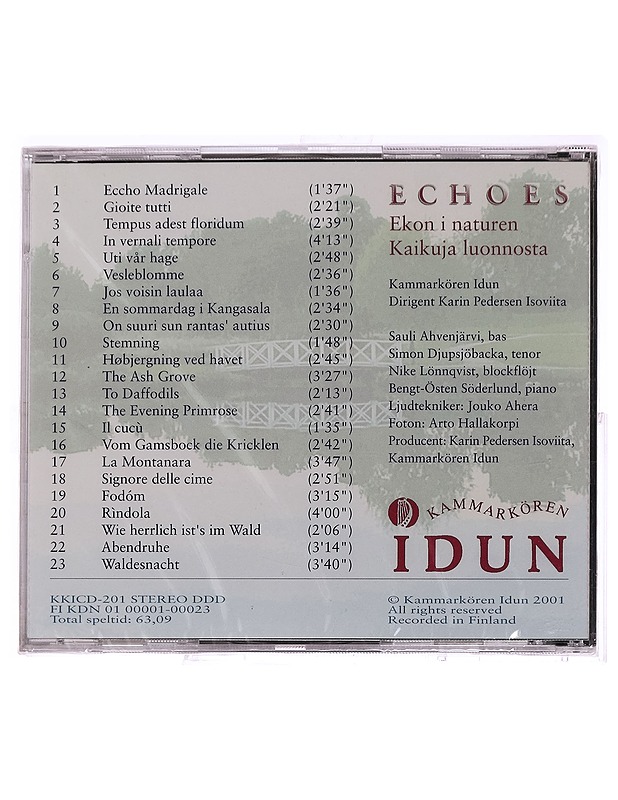 1 Eccho Madrigale (1'37")
2 Gioite tutti (2'21")
3 Tempus adest floridum (2'39")
4 In vernali tempore (4'13")
5 Uti vår hage (2'48")
6 Vesleblomme (2'36")
7 Jos voisin laulaa (1'36")
8 En sommardag i Kangasala (2'34")
9 On suuri sun rantas' autius (2'30")
10 Stemning (1'48")
11 Høbjergning ved havet (2'45")
12 The Ash Grove (3'27")
13 To Daffodils (2'13")
14 The Evening Primrose (2'41")
15 Il cucù (1'35")
16 Vom Gamsbock die Kricklen (2'42")
17 La Montanara (3'47")
18 Signore delle cime (2'51")
19 Fodóm (3'15")
20 Rìndola (4'00")
21 Wie herrlich ist's im Wald (2'06")
22 Abendruhe (3'14")
23 Waldesnacht (3'40")
ECHOES
Ekon i naturen
Kaikuja luonnosta
Kammarkören Idun
Dirigent Karin Pedersen Isoviita
Sauli Ahvenjärvi, bas
Simon Djupsjöbacka, tenor
Nike Lönnqvist, blockflöjt
Bengt-Östen Söderlund, piano
Ljudtekniker: Jouko Ahera
Foton: Arto Hallakorpi
Producent: Karin Pedersen Isoviita,
Kammarkören Idun
KAMMARKÖREN
IDUN
KKICD-201 STEREO DDD
FI KDN 01 00001-00023
Total speltid: 63,09
© Kammarkören Idun 2001
All rights reserved
Recorded in Finland